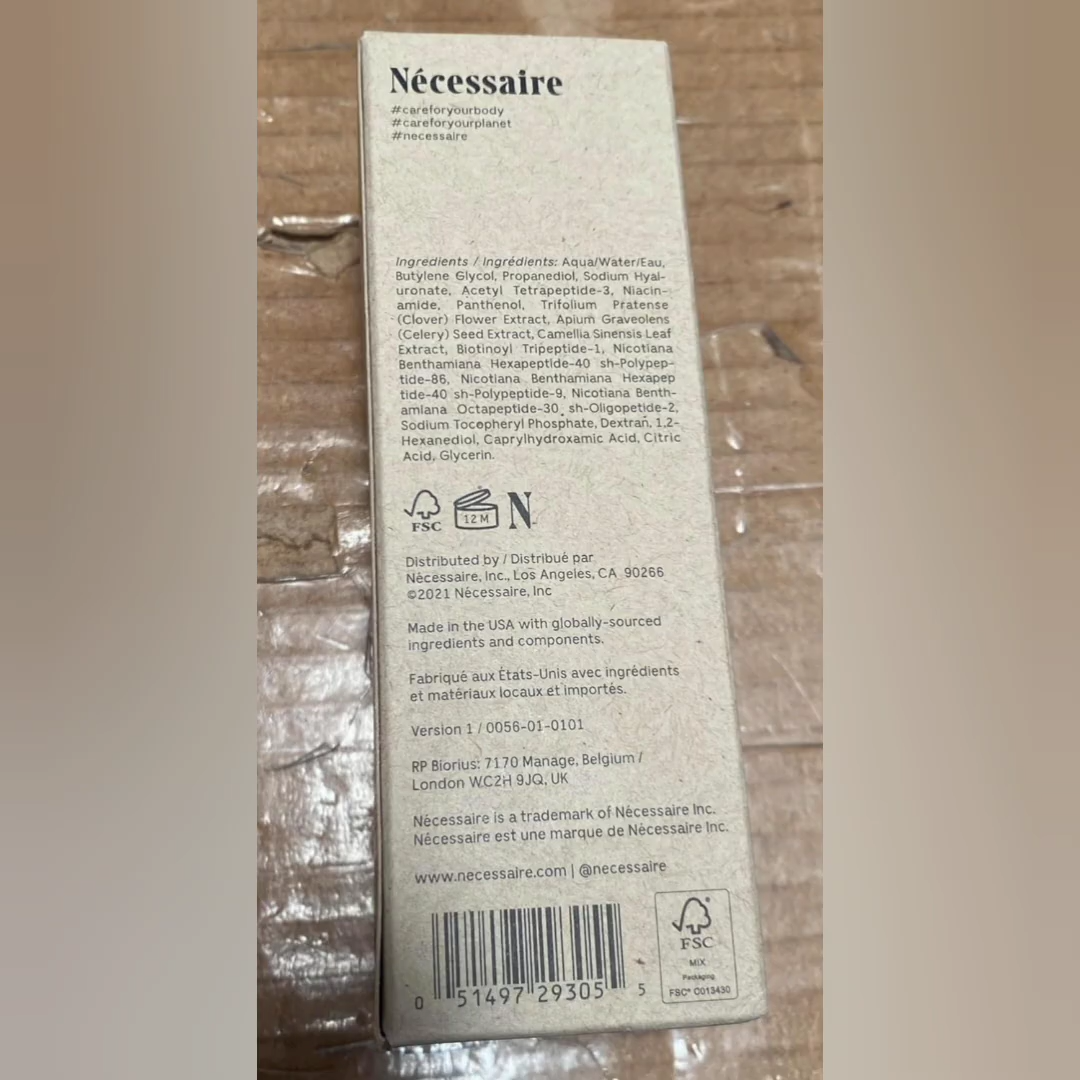 Nécessaire
#careforyourbody
#careforyourplanet
#necessaire
Ingredients / Ingrédients: Aqua/Water/Eau,
Butylene Glycol, Propanediol, Sodium Hyal-
uronate, Acetyl Tetrapeptide-3, Niacin-
amide, Panthenol, Trifolium Pratense
(Clover) Flower Extract, Apium Graveolens
(Celery) Seed Extract, Camellia Sinensis Leaf
Extract, Biotinoyl Tripeptide-1, Nicotiana
Benthamiana Hexapeptide-40 sh-Polypep-
tide-86, Nicotiana Benthamiana Hexapep
tide-40 sh-Polypeptide-9, Nicotiana Benth-
amiana Octapeptide-30 sh-Oligopetide-2,
Sodium Tocopheryl Phosphate, Dextran, 1,2-
Hexanediol, Caprylhydroxamic Acid, Citric
Acid, Glycerin.
FSC 12 M N
Distributed by / Distribué par
Nécessaire, Inc., Los Angeles, CA 90266
©2021 Nécessaire, Inc
Made in the USA with globally-sourced
ingredients and components.
Fabriqué aux États-Unis avec ingrédients
et matériaux locaux et importés.
Version 1 / 0056-01-0101
RP Biorius: 7170 Manage, Belgium /
London WC2H 9JQ, UK
Nécessaire is a trademark of Nécessaire Inc.
Nécessaire est une marque de Nécessaire Inc.
www.necessaire.com | @necessaire
0 51497 29305 5
FSC
MIX
Packaging
FSC® C013430